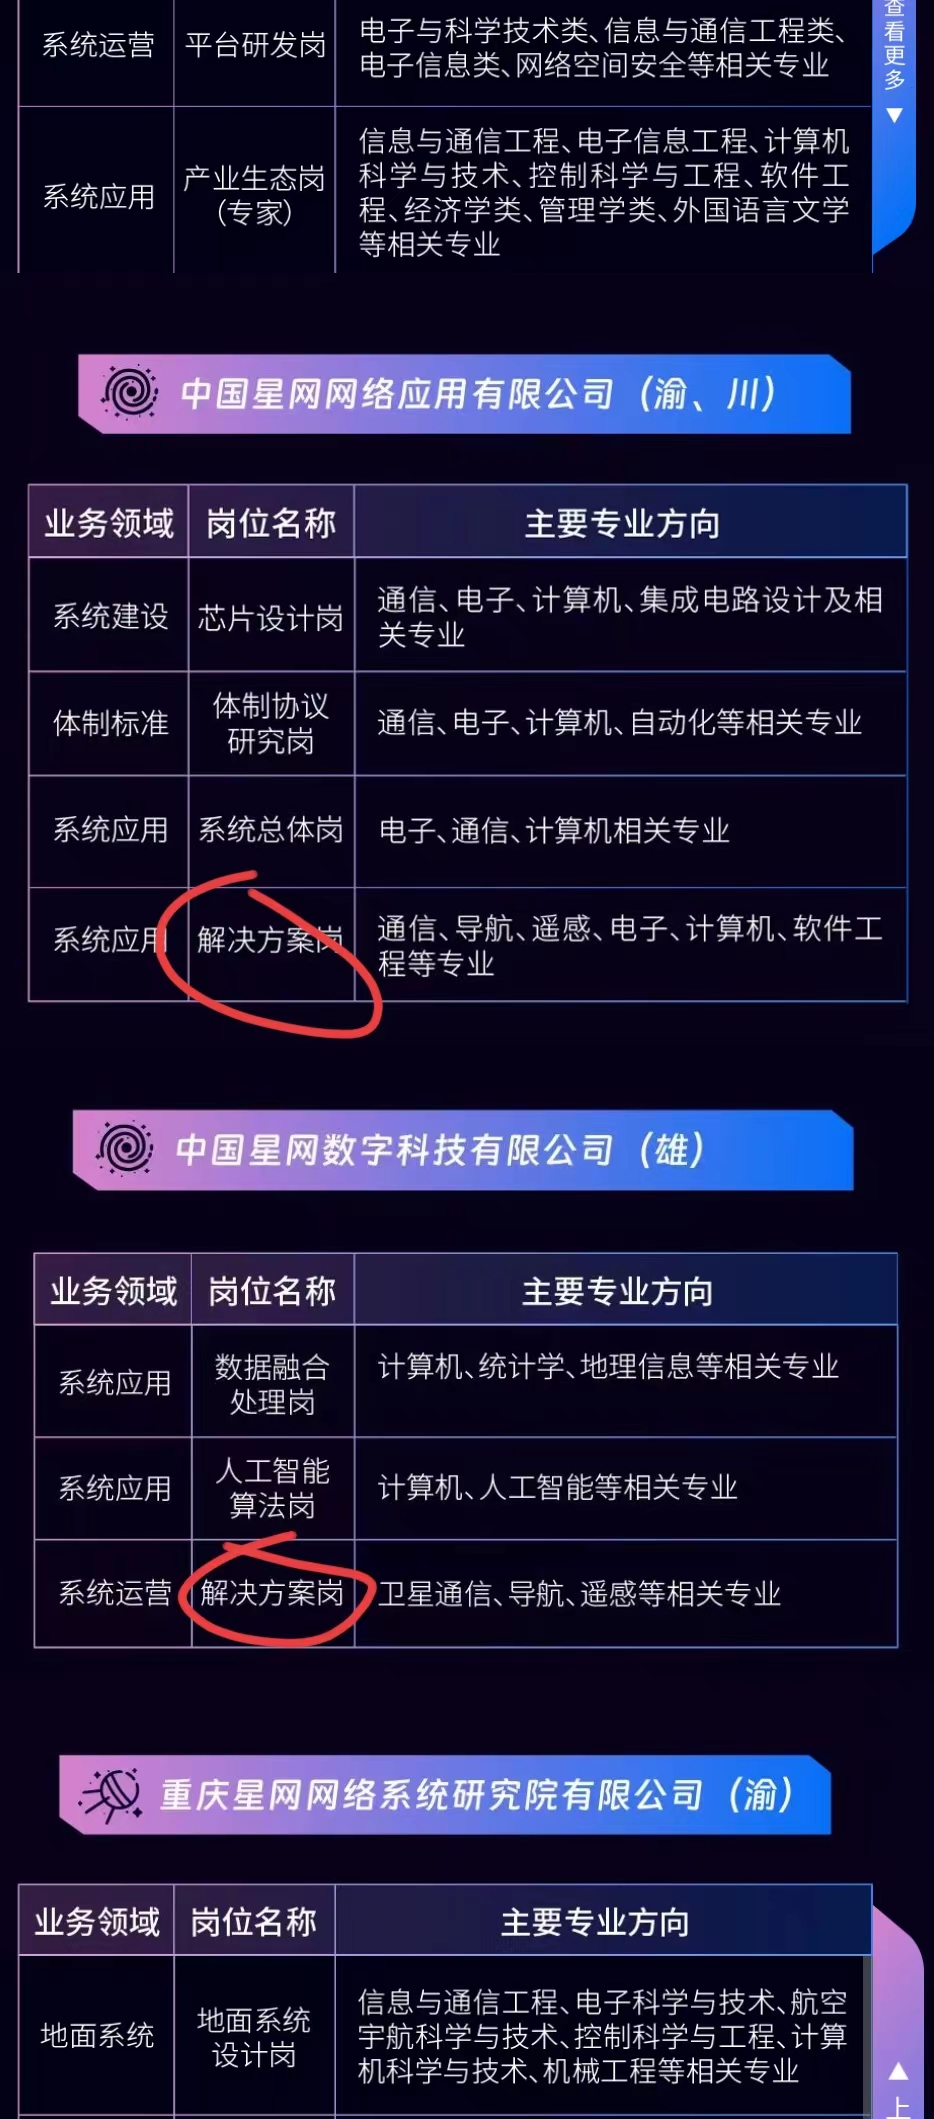 系统运营
平台研发岗
电子与科学技术类、信息与通信工程类、
电子信息类、网络空间安全等相关专业
查看更多
▼
系统应用
产业生态岗
(专家)
信息与通信工程、电子信息工程、计算机
科学与技术、控制科学与工程、软件工
程、经济学类、管理学类、外国语言文学
等相关专业
中国星网网络应用有限公司（渝、川）
业务领域
岗位名称
主要专业方向
系统建设
芯片设计岗
通信、电子、计算机、集成电路设计及相
关专业
体制标准
体制协议
研究岗
通信、电子、计算机、自动化等相关专业
系统应用
系统总体岗
电子、通信、计算机相关专业
系统应用
解决方案岗
通信、导航、遥感、电子、计算机、软件工
程等专业
中国星网数字科技有限公司（雄）
业务领域
岗位名称
主要专业方向
系统应用
数据融合
处理岗
计算机、统计学、地理信息等相关专业
系统应用
人工智能
算法岗
计算机、人工智能等相关专业
系统运营
解决方案岗
卫星通信、导航、遥感等相关专业
重庆星网网络系统研究院有限公司（渝）
业务领域
岗位名称
主要专业方向
地面系统
地面系统
设计岗
信息与通信工程、电子科学与技术、航空
宇航科学与技术、控制科学与工程、计算
机科学与技术、机械工程等相关专业
▲
上